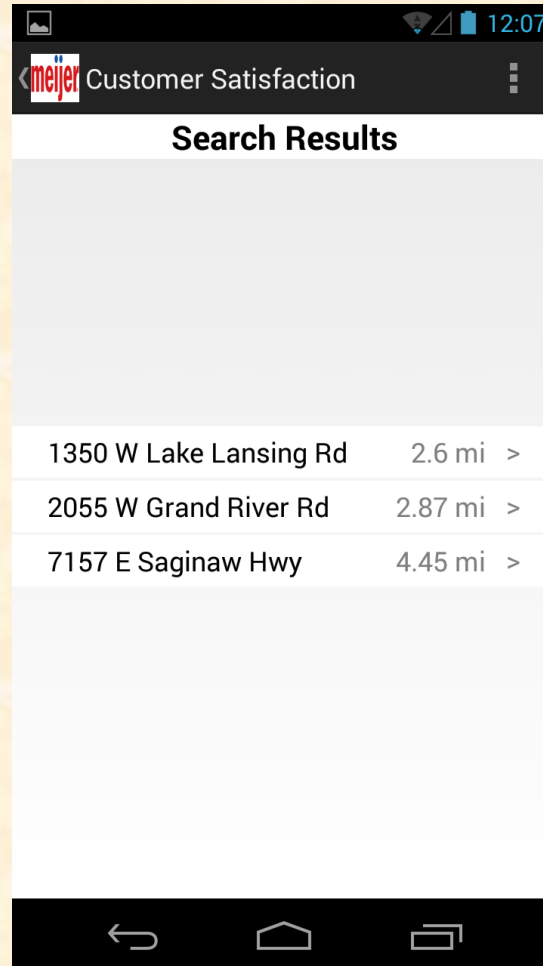 12:07
meijer Customer Satisfaction
Search Results
1350 W Lake Lansing Rd 2.6 mi >
2055 W Grand River Rd 2.87 mi >
7157 E Saginaw Hwy 4.45 mi >